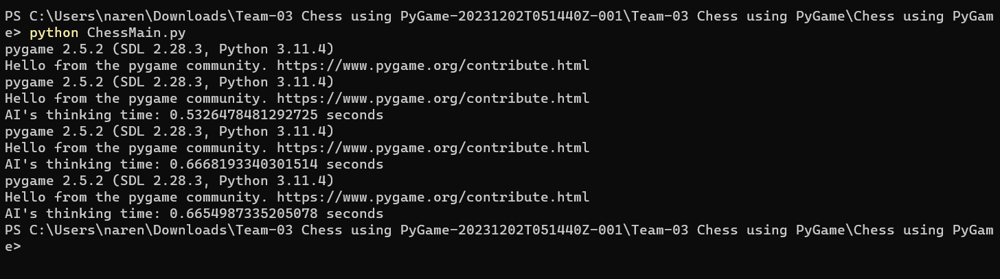 PS C:\Users\naren\Downloads\Team-03 Chess using PyGame-20231202T051440Z-001\Team-03 Chess using PyGame\Chess using PyGam
e> python ChessMain.py
pygame 2.5.2 (SDL 2.28.3, Python 3.11.4)
Hello from the pygame community. https://www.pygame.org/contribute.html
pygame 2.5.2 (SDL 2.28.3, Python 3.11.4)
Hello from the pygame community. https://www.pygame.org/contribute.html
AI's thinking time: 0.5326478481292725 seconds
pygame 2.5.2 (SDL 2.28.3, Python 3.11.4)
Hello from the pygame community. https://www.pygame.org/contribute.html
AI's thinking time: 0.6668193340301514 seconds
pygame 2.5.2 (SDL 2.28.3, Python 3.11.4)
Hello from the pygame community. https://www.pygame.org/contribute.html
AI's thinking time: 0.6654987335205078 seconds
PS C:\Users\naren\Downloads\Team-03 Chess using PyGame-20231202T051440Z-001\Team-03 Chess using PyGame\Chess using PyGam
e>